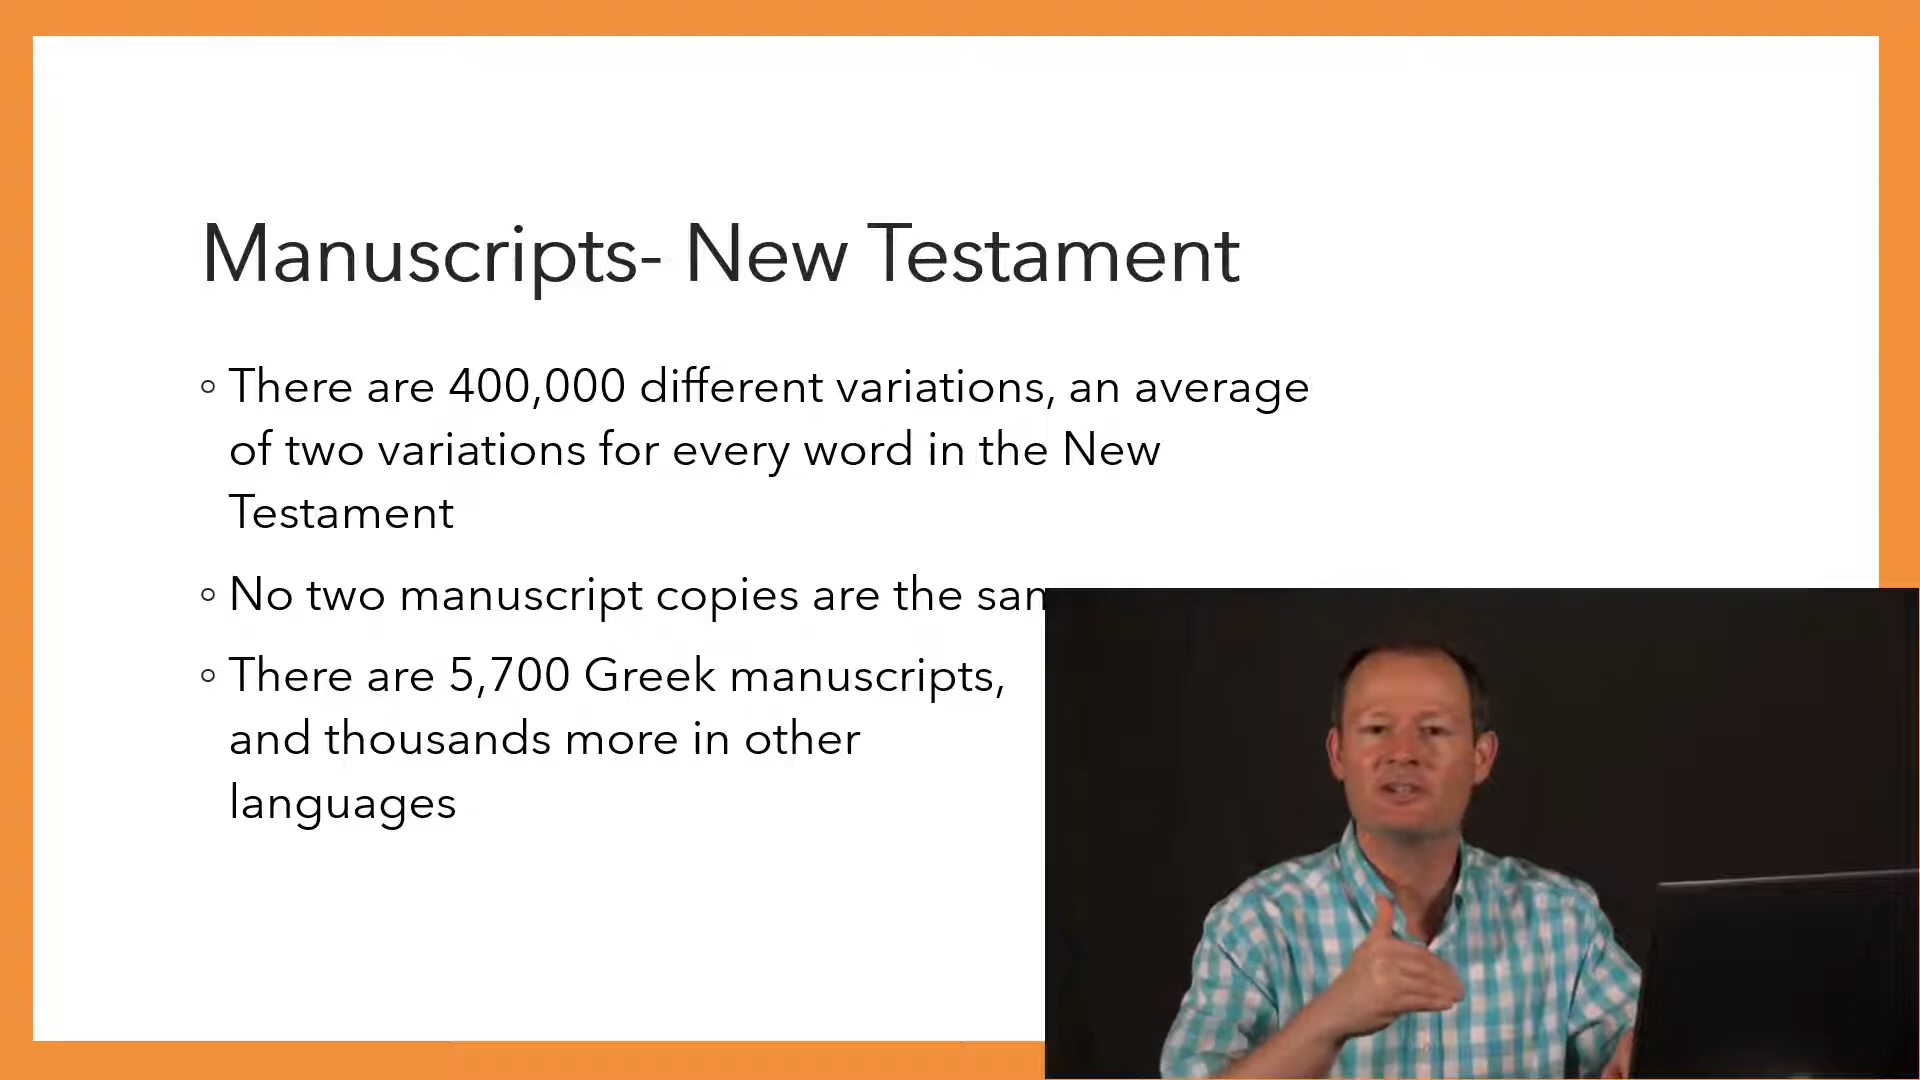 Manuscripts- New Testament
◦ There are 400,000 different variations, an average
of two variations for every word in the New
Testament
◦ No two manuscript copies are the
◦ There are 5,700 Greek manuscripts,
and thousands more in other
languages